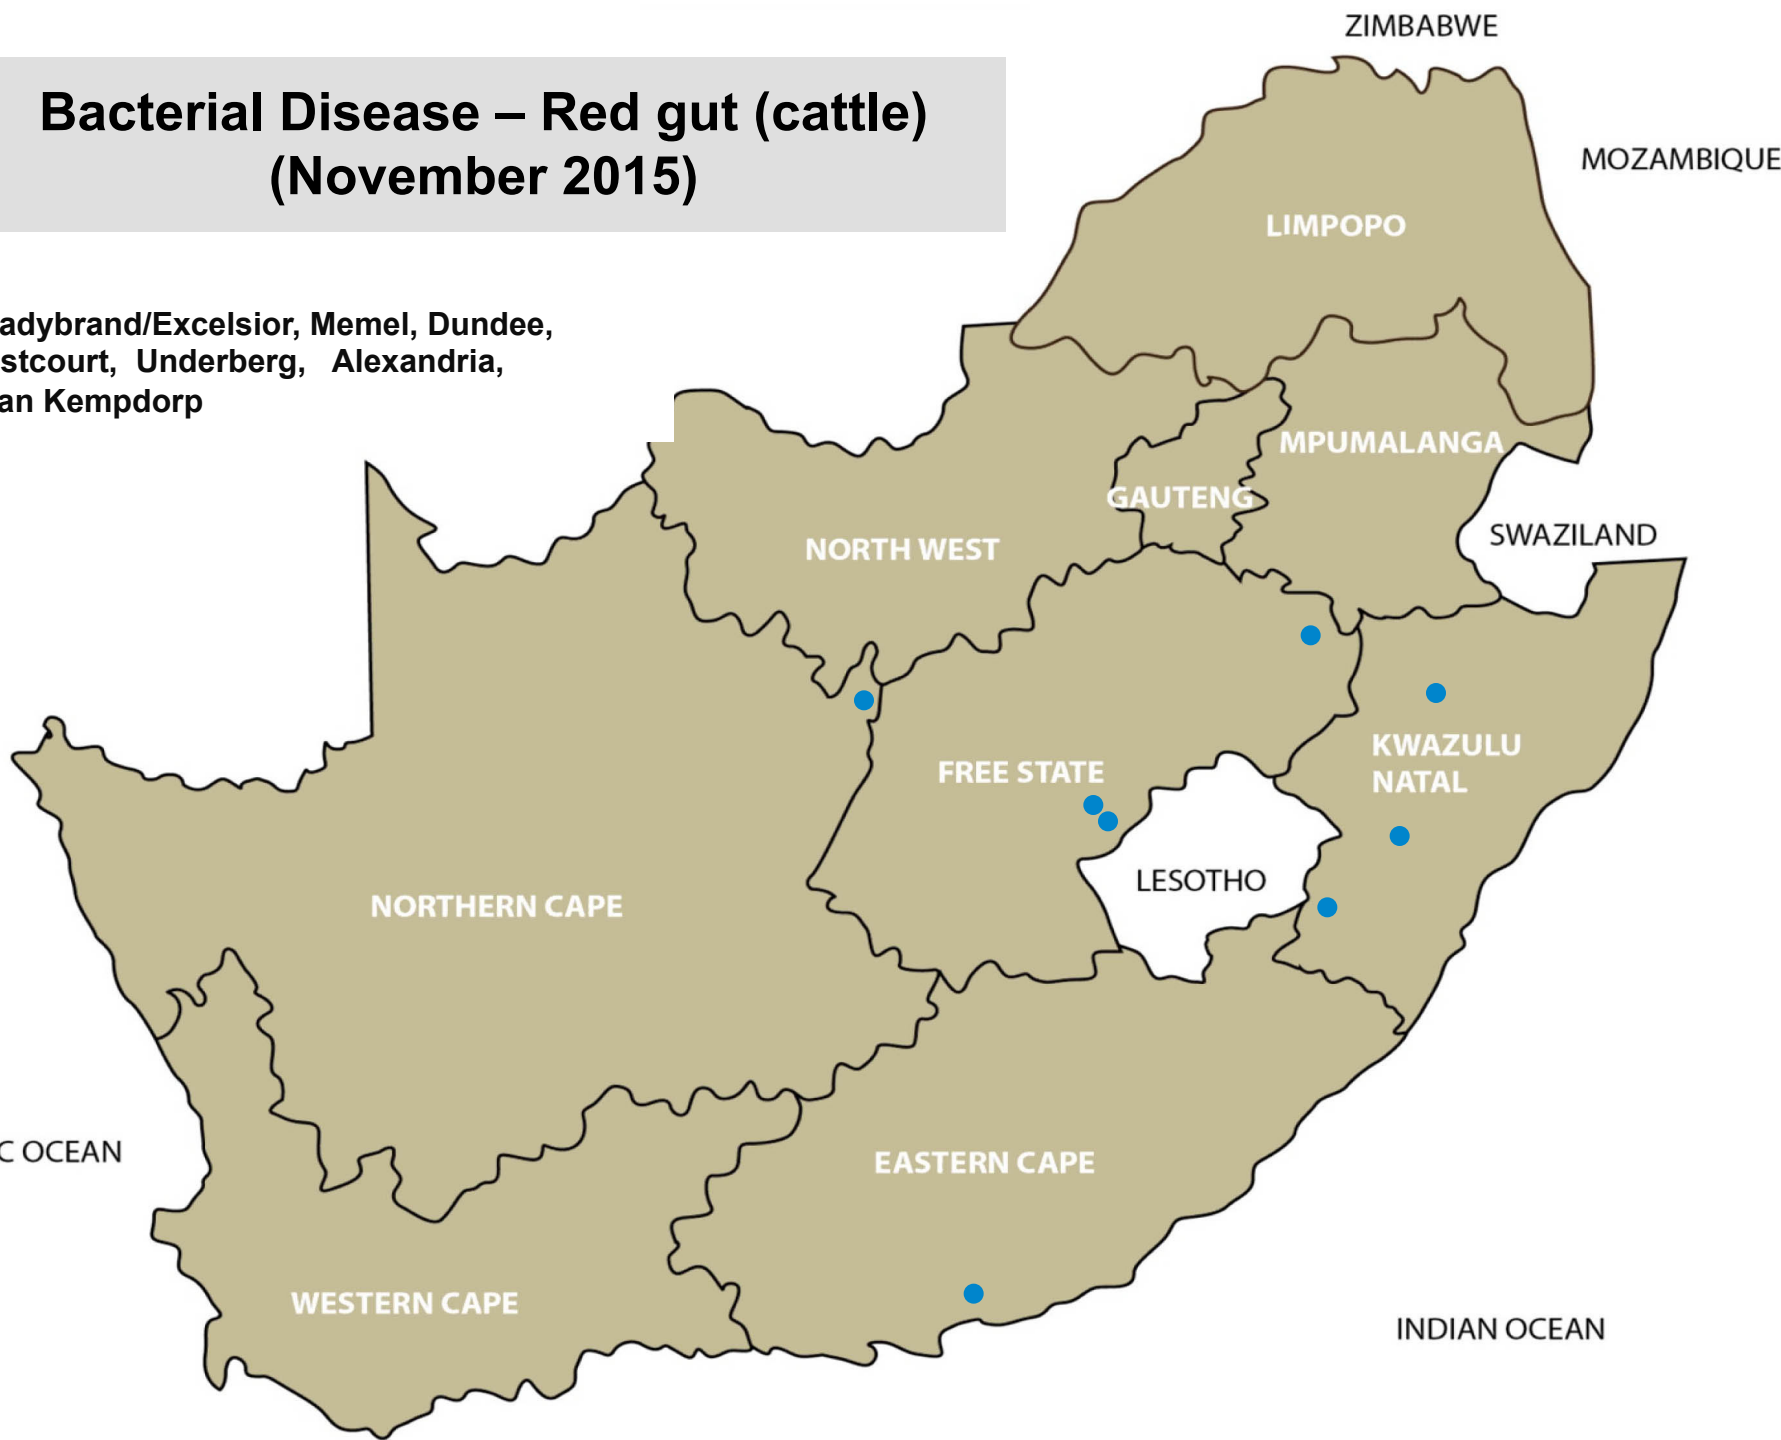 ZIMBABWE
Bacterial Disease – Red gut (cattle)
(November 2015)
MOZAMBIQUE
LIMPOPO
adybrand/Excelsior, Memel, Dundee,
stcourt, Underberg, Alexandria,
an Kempdorp
MPUMALANGA
GAUTENG
NORTH WEST
SWAZILAND
KWAZULU
NATAL
FREE STATE
LESOTHO
NORTHERN CAPE
C OCEAN
EASTERN CAPE
WESTERN CAPE
INDIAN OCEAN